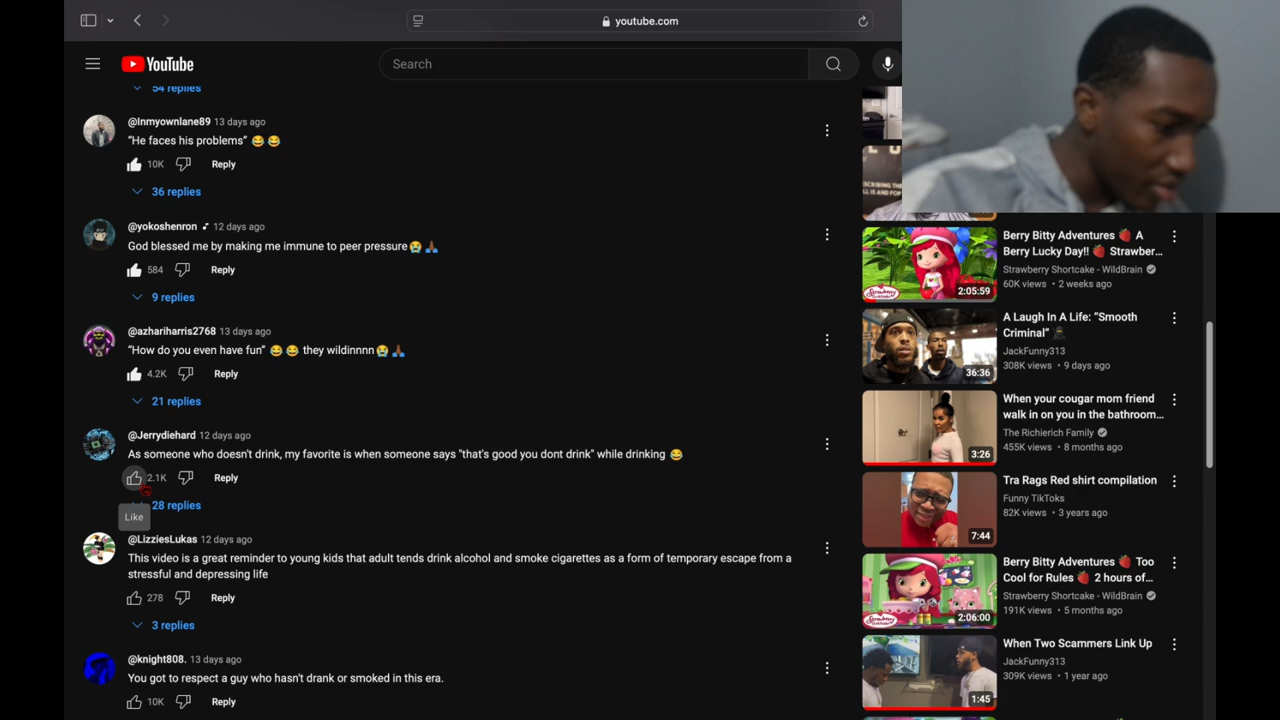 youtube.com
YouTube
Search
54 replies
@Inmyownlane89 13 days ago
“He faces his problems” 😂 😂
10K Reply
36 replies
@yokoshenron 12 days ago
God blessed me by making me immune to peer pressure😭🙏🏾
584 Reply
9 replies
@azhariharris2768 13 days ago
“How do you even have fun” 😂 😂 they wildinnnn😭🙏🏾
4.2K Reply
21 replies
@Jerrydiehard 12 days ago
As someone who doesn't drink, my favorite is when someone says "that's good you dont drink" while drinking 😂
2.1K Reply
28 replies
Like
@LizziesLukas 12 days ago
This video is a great reminder to young kids that adult tends drink alcohol and smoke cigarettes as a form of temporary escape from a
stressful and depressing life
278 Reply
3 replies
@knight808. 13 days ago
You got to respect a guy who hasn't drank or smoked in this era.
10K Reply
Berry Bitty Adventures 🍓 A
Berry Lucky Day!! 🍓 Strawber...
Strawberry Shortcake - WildBrain
60K views • 2 weeks ago
2:05:59
A Laugh In A Life: “Smooth
Criminal”
JackFunny313
308K views • 9 days ago
36:36
When your cougar mom friend
walk in on you in the bathroom...
The Richierich Family
455K views • 8 months ago
3:26
Tra Rags Red shirt compilation
Funny TikToks
82K views • 3 years ago
7:44
Berry Bitty Adventures 🍓 Too
Cool for Rules 🍓 2 hours of...
Strawberry Shortcake - WildBrain
191K views • 5 months ago
2:06:00
When Two Scammers Link Up
JackFunny313
309K views • 1 year ago
1:45